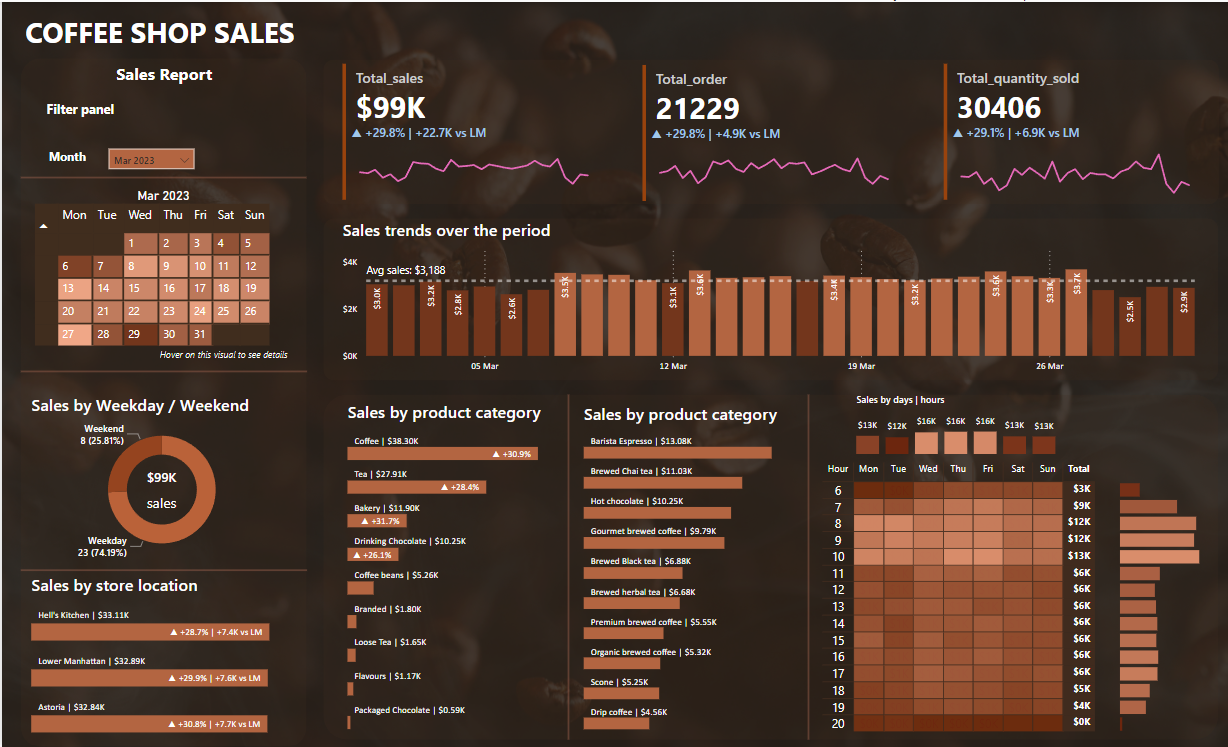 COFFEE SHOP SALES
Sales Report
Filter panel
Month
Mar 2023
Mar 2023
Mon Tue Wed Thu Fri Sat Sun
1 2 3 4 5
6 7 8 9 10 11 12
13 14 15 16 17 18 19
20 21 22 23 24 25 26
27 28 29 30 31
Hover on this visual to see details
Total_sales
$99K
▲ +29.8% | +22.7K vs LM
Total_order
21229
▲ +29.8% | +4.9K vs LM
Total_quantity_sold
30406
▲ +29.1% | +6.9K vs LM
Sales trends over the period
$4K
$2K
$0K
Avg sales: $3,188
$3.0K
$3.2K
$2.8K
$2.6K
$3.5K
$3.1K
$3.6K
$3.4K
$3.2K
$3.6K
$3.3K
$3.7K
$2.5K
$2.9K
05 Mar
12 Mar
19 Mar
26 Mar
Sales by Weekday / Weekend
Weekend
8 (25.81%)
$99K
sales
Weekday
23 (74.19%)
Sales by store location
Hell's Kitchen | $33.11K
▲ +28.7% | +7.4K vs LM
Lower Manhattan | $32.89K
▲ +29.9% | +7.6K vs LM
Astoria | $32.84K
▲ +30.8% | +7.7K vs LM
Sales by product category
Coffee | $38.30K
▲ +30.9%
Tea | $27.91K
▲ +28.4%
Bakery | $11.90K
▲ +31.7%
Drinking Chocolate | $10.25K
▲ +26.1%
Coffee beans | $5.26K
Branded | $1.80K
Loose Tea | $1.65K
Flavours | $1.17K
Packaged Chocolate | $0.59K
Sales by product category
Barista Espresso | $13.08K
Brewed Chai tea | $11.03K
Hot chocolate | $10.25K
Gourmet brewed coffee | $9.79K
Brewed Black tea | $6.88K
Brewed herbal tea | $6.68K
Premium brewed coffee | $5.55K
Organic brewed coffee | $5.32K
Scone | $5.25K
Drip coffee | $4.56K
Sales by days | hours
$13K $12K $16K $16K $16K $13K $13K
Hour Mon Tue Wed Thu Fri Sat Sun Total
6 $3K
7 $9K
8 $12K
9 $12K
10 $13K
11 $6K
12 $6K
13 $6K
14 $6K
15 $6K
16 $6K
17 $6K
18 $5K
19 $4K
20 $0K